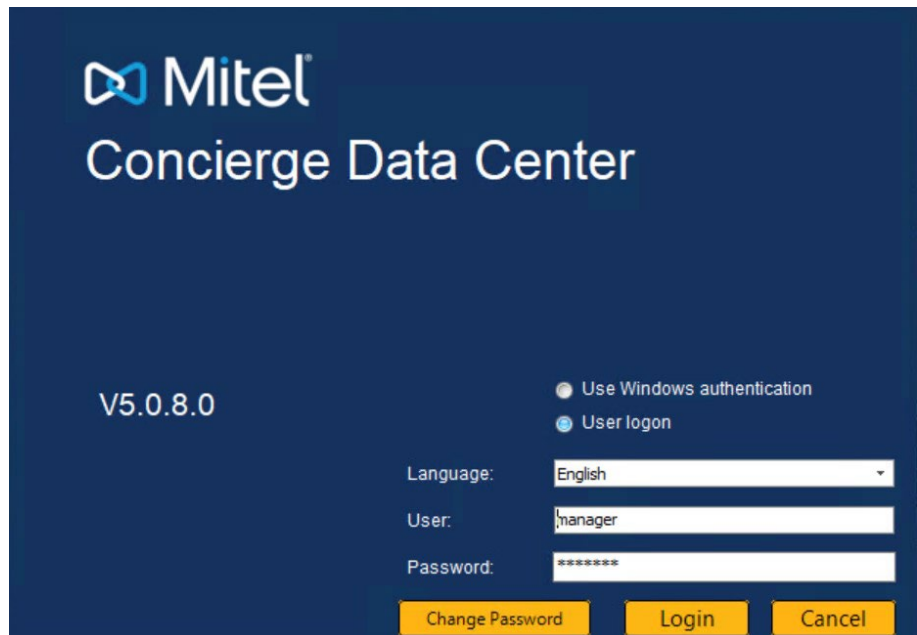 Mitel
Concierge Data Center
V5.0.8.0
Use Windows authentication
User logon
Language:
English
User:
manager
Password:
*******
Change Password
Login
Cancel